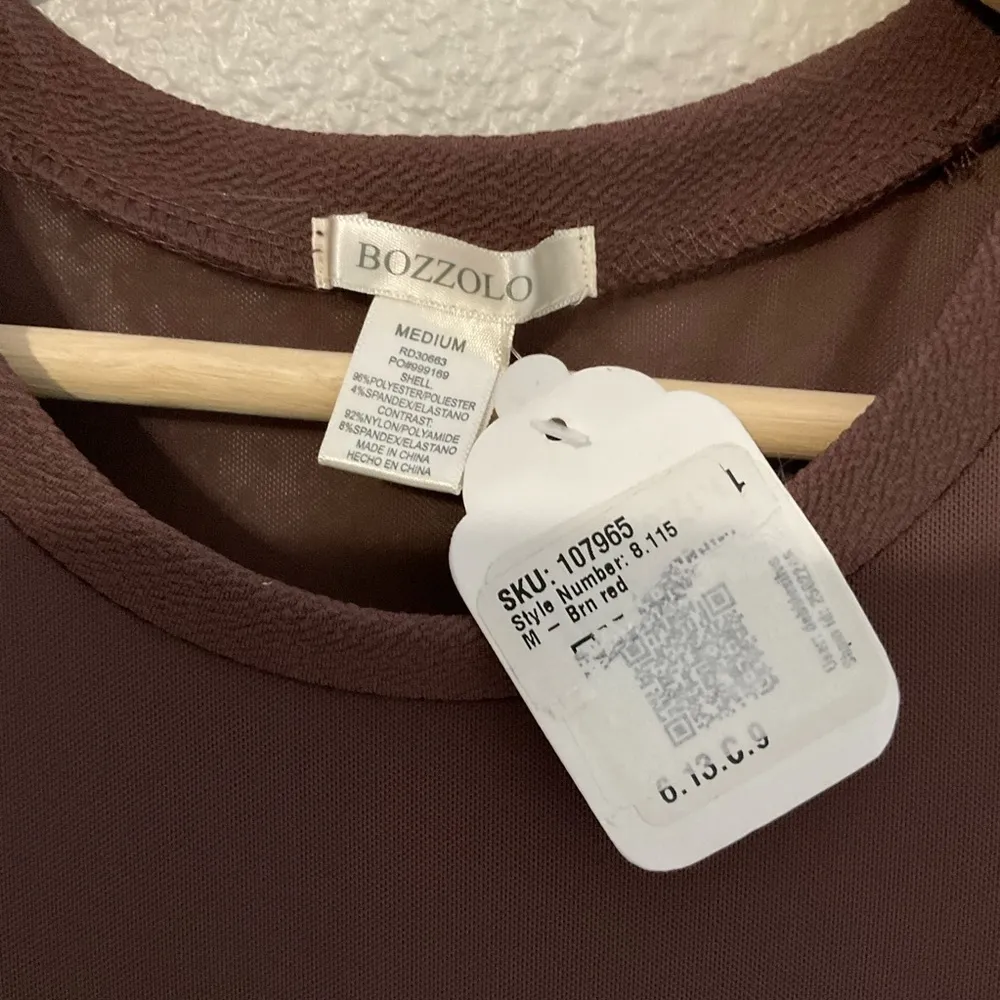 BOZZOLO
MEDIUM
RD30663
PO#999169
SHELL:
96%POLYESTER/POLIESTER
4%SPANDEX/ELASTANO
CONTRAST:
92%NYLON/POLYAMIDE
8%SPANDEX/ELASTANO
MADE IN CHINA
HECHO EN CHINA
SKU: 107965
Style Number: 8.115
M – Brn red
6.13.C.9